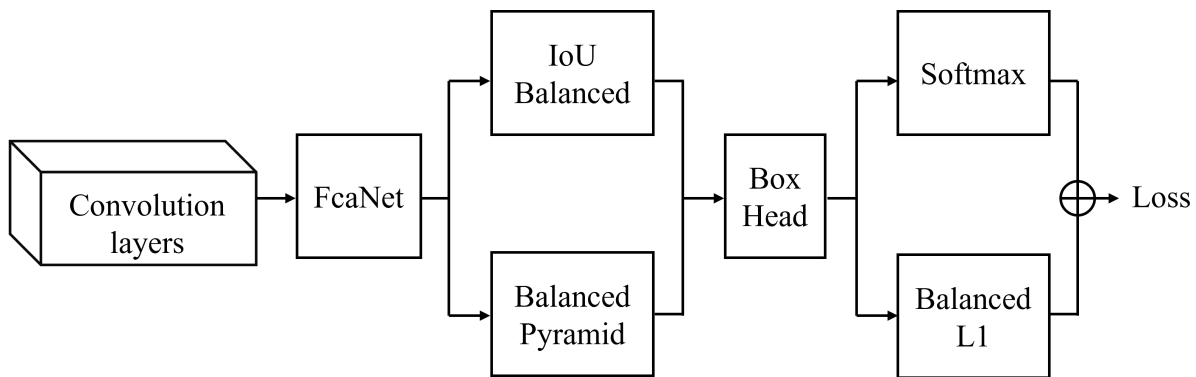 Convolution
layers
FcaNet
IoU
Balanced
Balanced
Pyramid
Box
Head
Softmax
Balanced
L1
Loss